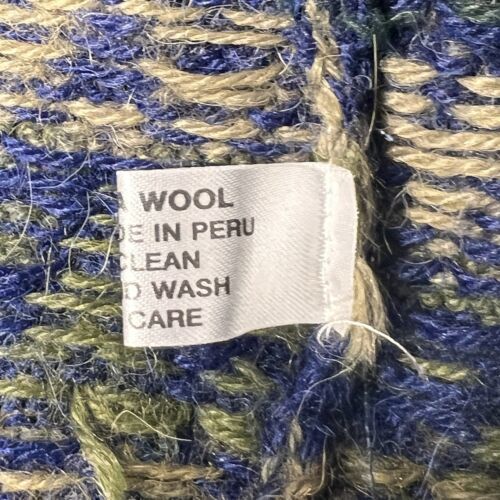 A WOOL
DE IN PERU
CLEAN
D WASH
CARE